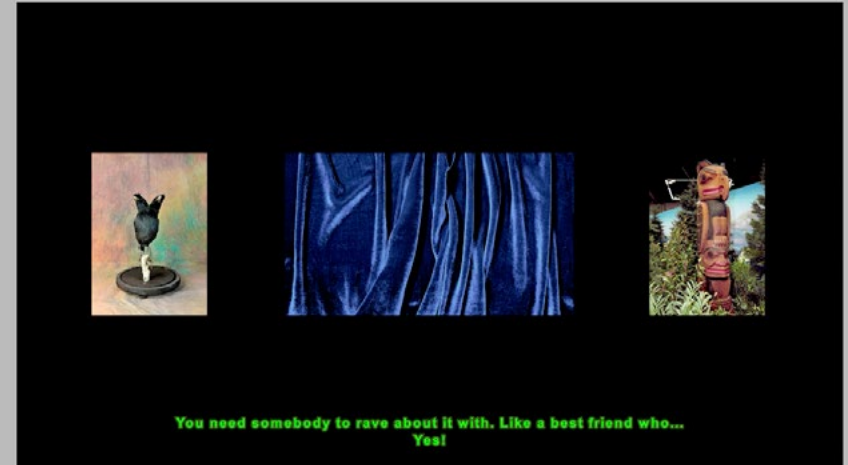 You need somebody to rave about it with. Like a best friend who...
Yes!